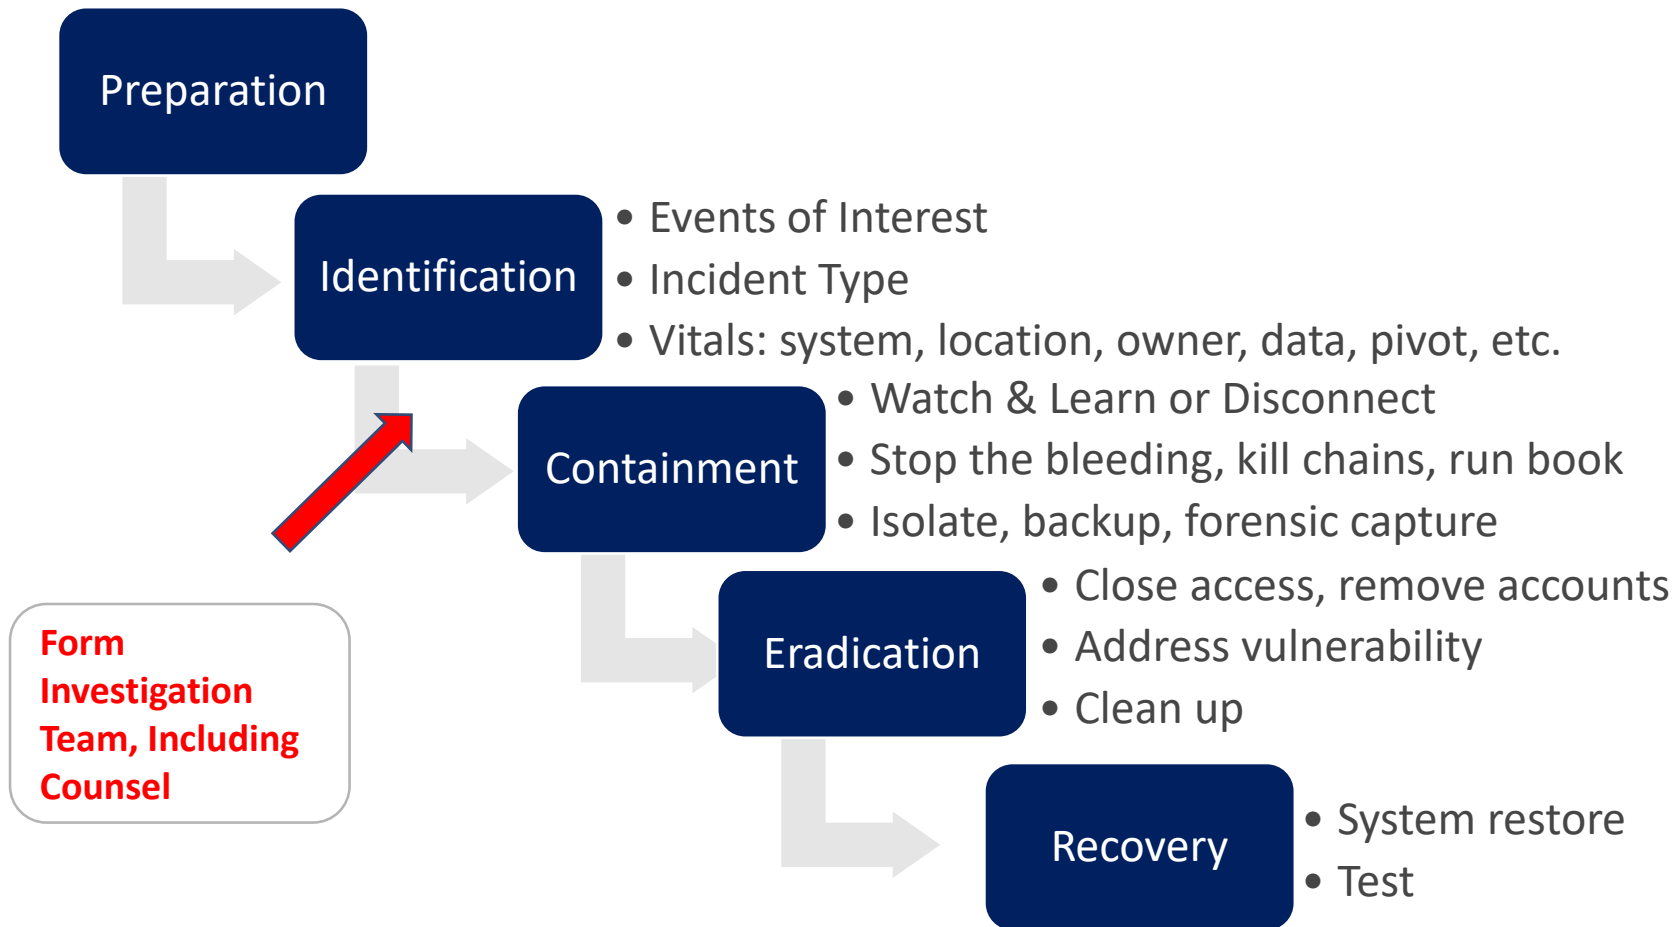 Preparation
Identification
• Events of Interest
• Incident Type
• Vitals: system, location, owner, data, pivot, etc.
Containment
• Watch & Learn or Disconnect
• Stop the bleeding, kill chains, run book
• Isolate, backup, forensic capture
Form
Investigation
Team, Including
Counsel
Eradication
• Close access, remove accounts
• Address vulnerability
• Clean up
Recovery
• System restore
• Test